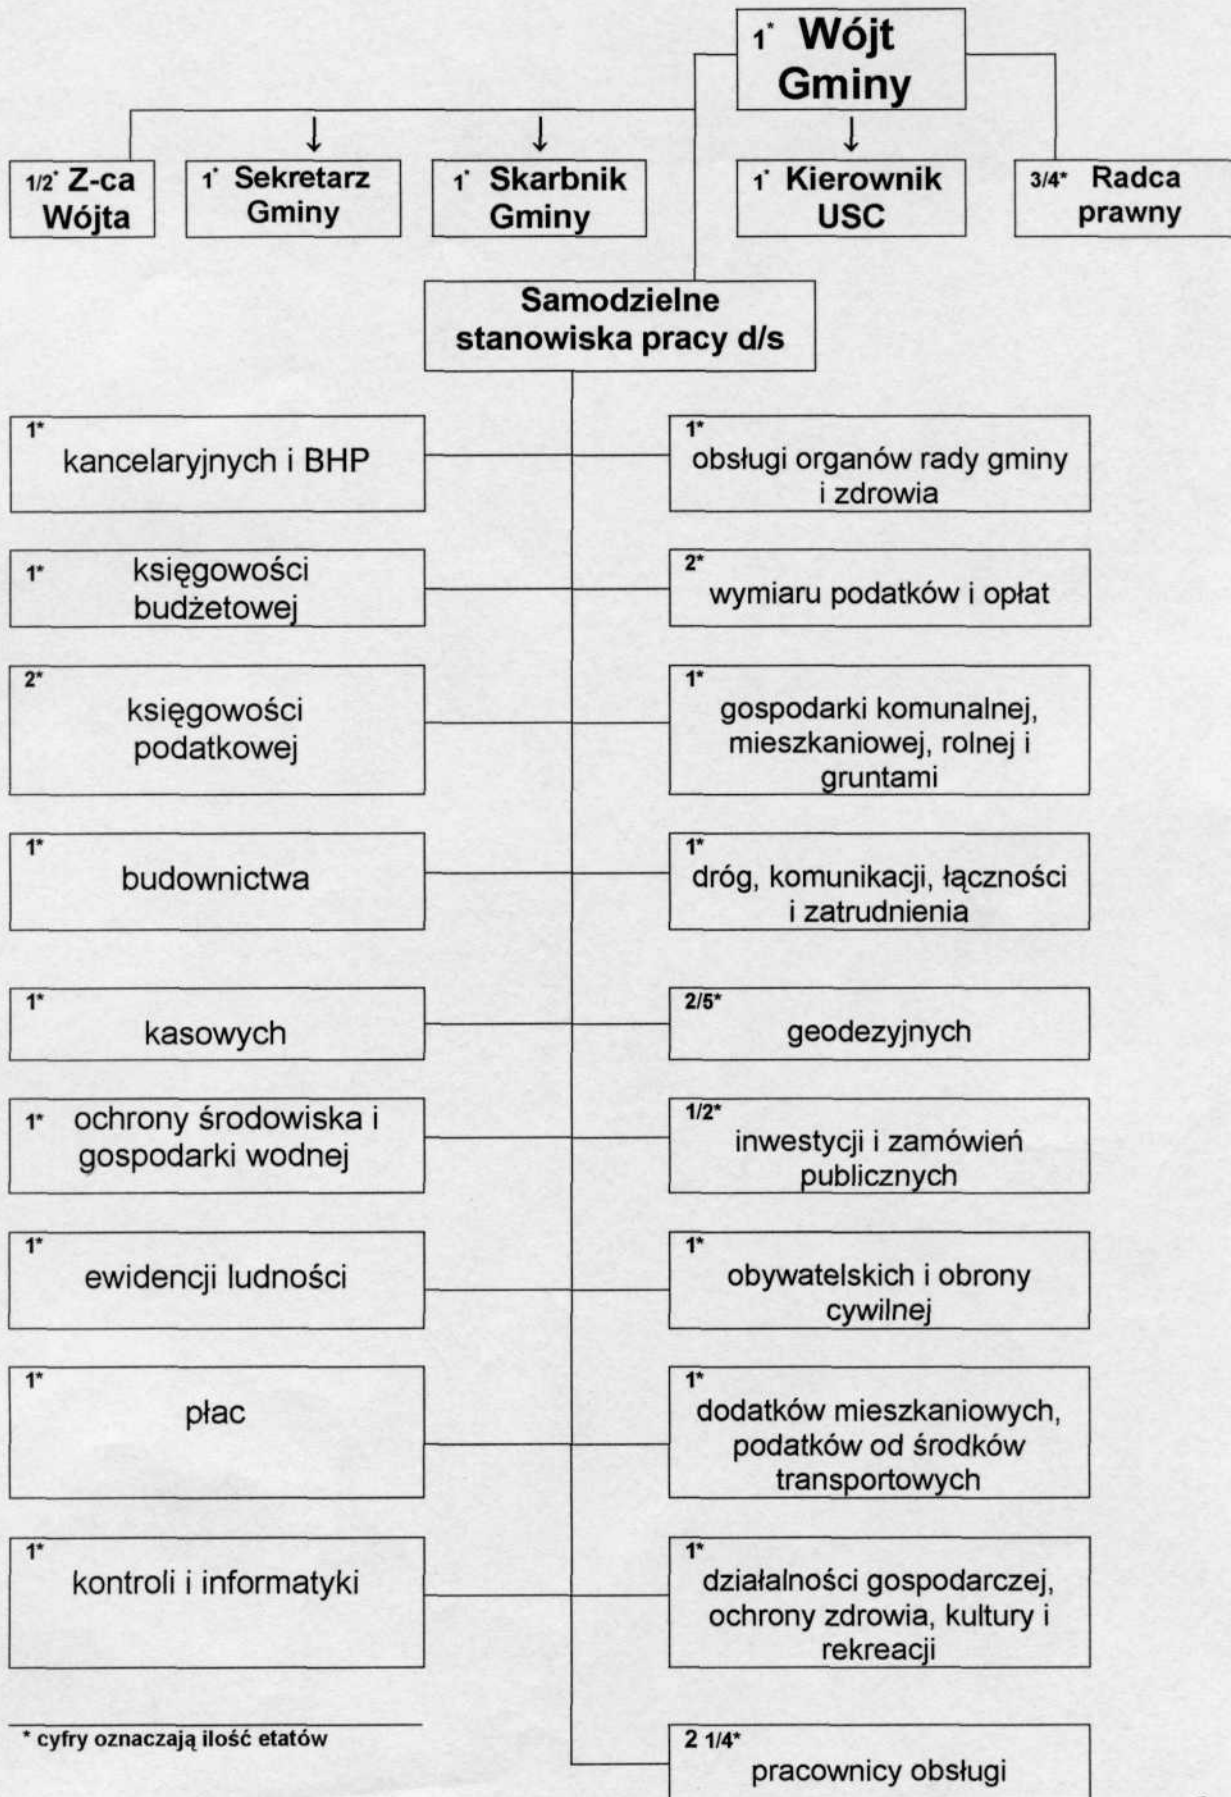 1* Wójt
Gminy
1/2* Z-ca
Wójta
1* Sekretarz
Gminy
1* Skarbnik
Gminy
1* Kierownik
USC
3/4* Radca
prawny
Samodzielne
stanowiska pracy d/s
1*
kancelaryjnych i BHP
1*
obsługi organów rady gminy
i zdrowia
1* księgowości
budżetowej
2*
wymiaru podatków i opłat
2*
księgowości
podatkowej
1*
gospodarki komunalnej,
mieszkaniowej, rolnej i
gruntami
1*
budownictwa
1*
dróg, komunikacji, łączności
i zatrudnienia
1*
kasowych
2/5*
geodezyjnych
1* ochrony środowiska i
gospodarki wodnej
1/2*
inwestycji i zamówień
publicznych
1*
ewidencji ludności
1*
obywatelskich i obrony
cywilnej
1*
płac
1*
dodatków mieszkaniowych,
podatków od środków
transportowych
1*
kontroli i informatyki
1*
działalności gospodarczej,
ochrony zdrowia, kultury i
rekreacji
* cyfry oznaczają ilość etatów
2 1/4*
pracownicy obsługi